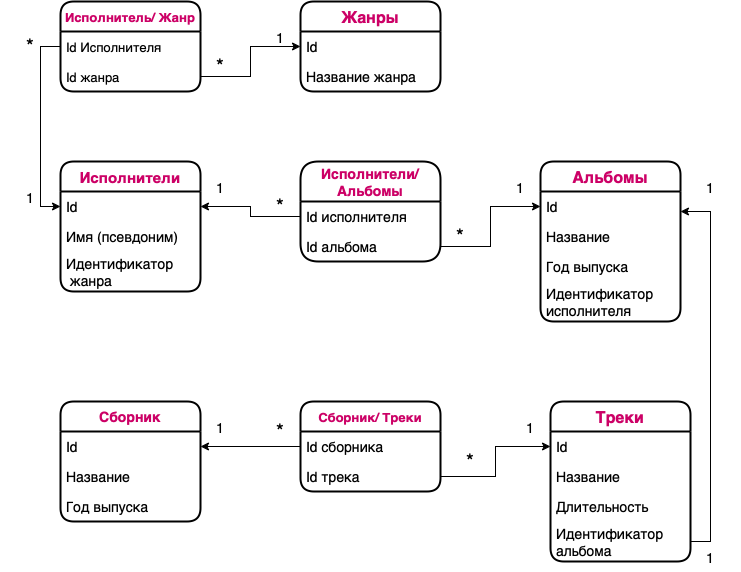 Исполнитель/ Жанр
Id Исполнителя
Id жанра
*
*
1
Жанры
Id
Название жанра
1
Исполнители
Id
Имя (псевдоним)
Идентификатор
жанра
1
*
Исполнители/
Альбомы
Id исполнителя
Id альбома
*
1
Альбомы
Id
Название
Год выпуска
Идентификатор
исполнителя
1
Сборник
Id
Название
Год выпуска
1
*
Сборник/ Треки
Id сборника
Id трека
*
1
Треки
Id
Название
Длительность
Идентификатор
альбома
1